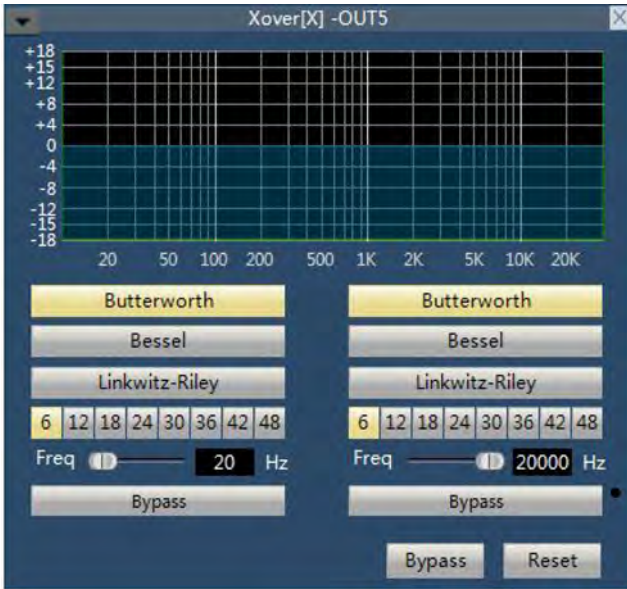 Xover[X] -OUT5
+18
+15
+12
+8
+4
0
-4
-8
-12
-15
-18
20 50 100 200 500 1K 2K 5K 10K 20K
Butterworth Butterworth
Bessel Bessel
Linkwitz-Riley Linkwitz-Riley
6 12 18 24 30 36 42 48 6 12 18 24 30 36 42 48
Freq 20 Hz Freq 20000 Hz
Bypass Bypass
Bypass Reset